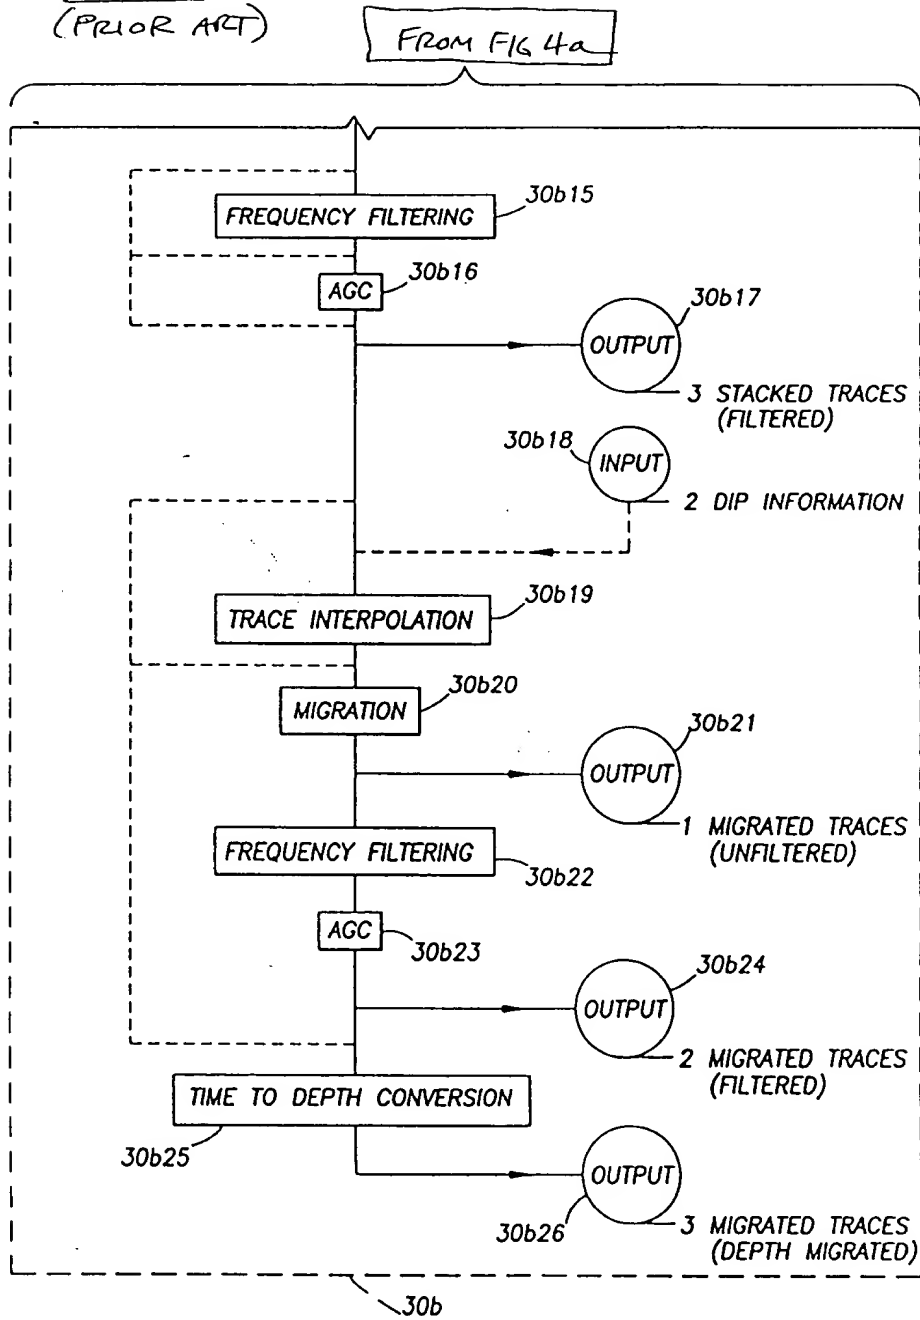 (PRIOR ART)
FROM FIG 4a
FREQUENCY FILTERING
30b15
AGC
30b16
OUTPUT
30b17
3 STACKED TRACES
(FILTERED)
30b18
INPUT
2 DIP INFORMATION
TRACE INTERPOLATION
30b19
MIGRATION
30b20
OUTPUT
30b21
1 MIGRATED TRACES
(UNFILTERED)
FREQUENCY FILTERING
30b22
AGC
30b23
OUTPUT
30b24
2 MIGRATED TRACES
(FILTERED)
TIME TO DEPTH CONVERSION
30b25
OUTPUT
30b26
3 MIGRATED TRACES
(DEPTH MIGRATED)
30b